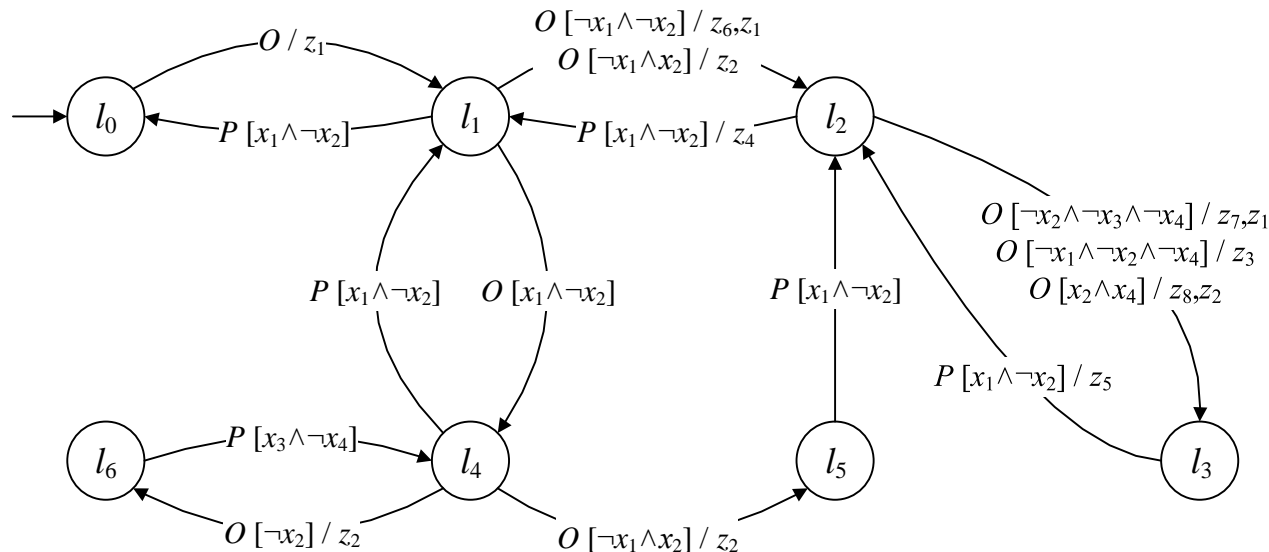 O / z₁
O [¬x₁∧¬x₂] / z₆,z₁
O [¬x₁∧x₂] / z₂
l₀
l₁
l₂
P [x₁∧¬x₂]
P [x₁∧¬x₂] / z₄
O [¬x₂∧¬x₃∧¬x₄] / z₇,z₁
O [¬x₁∧¬x₂∧¬x₄] / z₃
O [x₂∧x₄] / z₈,z₂
P [x₁∧¬x₂]
O [x₁∧¬x₂]
P [x₁∧¬x₂]
P [x₁∧¬x₂] / z₅
P [x₃∧¬x₄]
l₆
l₄
l₅
l₃
O [¬x₂] / z₂
O [¬x₁∧x₂] / z₂